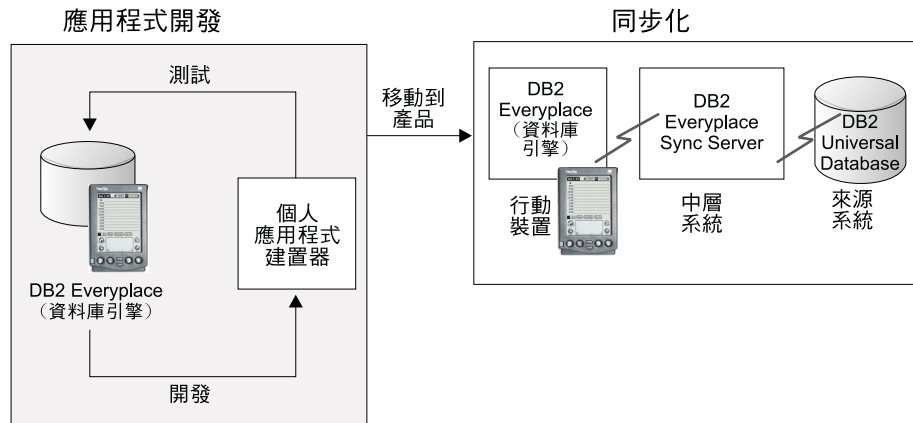 應用程式開發
測試
DB2 Everyplace
(資料庫引擎)
個人
應用程式
建置器
開發
移動到
產品
同步化
DB2
Everyplace
(資料庫
引擎)
行動
裝置
DB2
Everyplace
Sync Server
中層
系統
DB2
Universal
Database
來源
系統